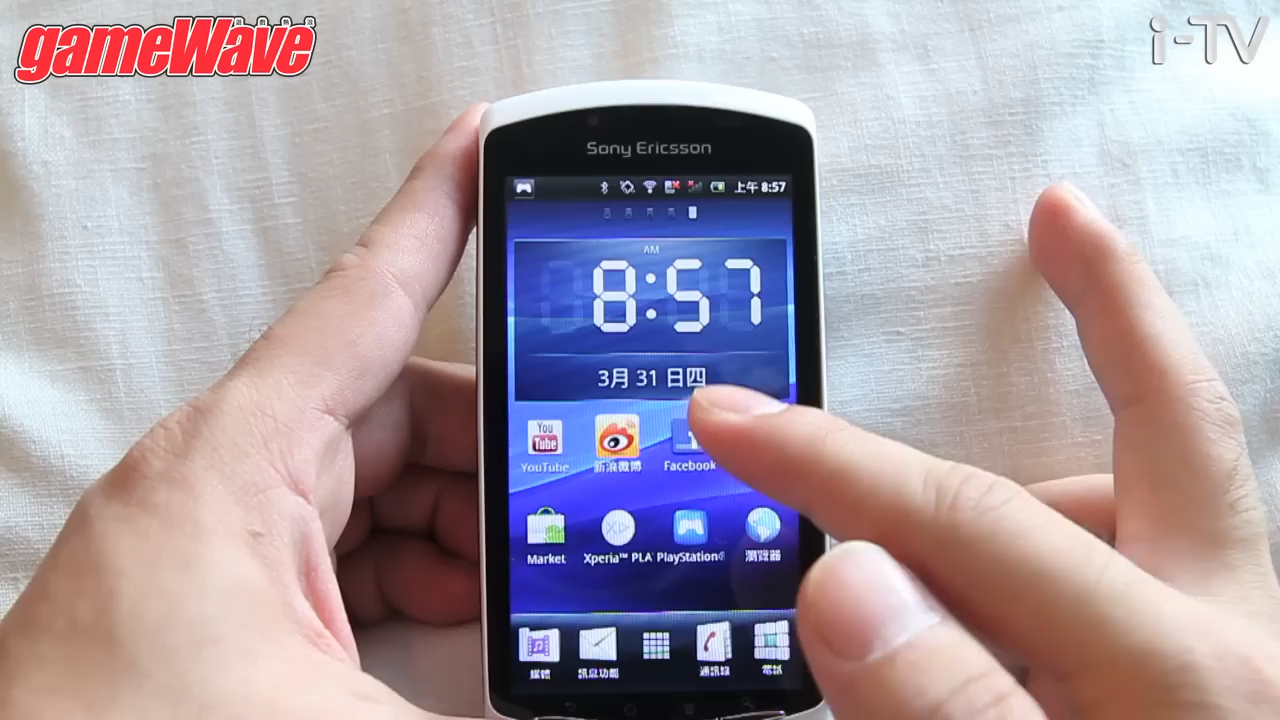 gameWave
i-TV
Sony Ericsson
上午 8:57
AM
8:57
3月 31 日四
You
Tube
YouTube
新浪微博
Facebook
Market
Xperia™ PLA
PlayStation®
瀏覽器
媒體
訊息功能
通訊錄
電話